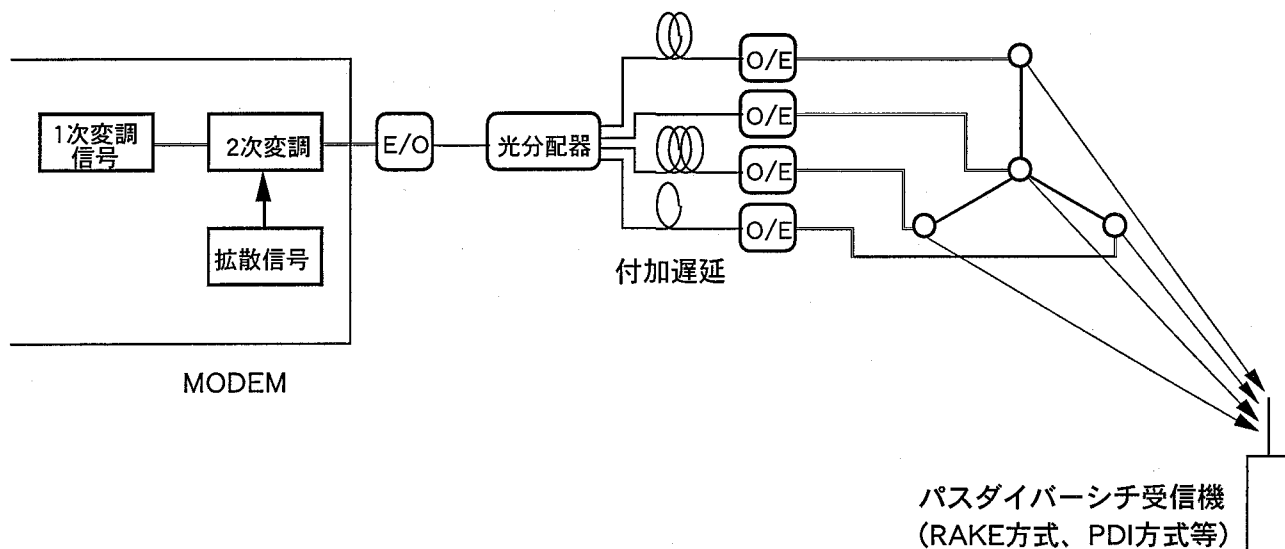 1次変調
信号
2次変調
拡散信号
MODEM
E/O
光分配器
O/E
O/E
O/E
O/E
付加遅延
パスダイバーシチ受信機
(RAKE方式、PDI方式等)